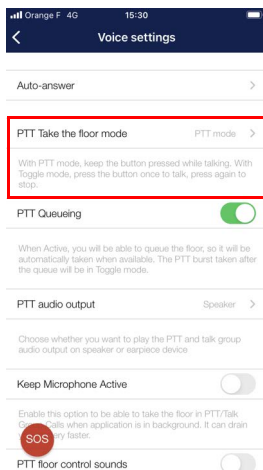 Orange F 4G 15:30
Voice settings
Auto-answer
PTT Take the floor mode PTT mode
With PTT mode, keep the button pressed while talking. With
Toggle mode, press the button once to talk, press again to
stop.
PTT Queueing
When Active, you will be able to queue the floor, so it will be
automatically taken when available. The PTT burst taken after
the queue will be in Toggle mode.
PTT audio output Speaker
Choose whether you want to play the PTT and talk group
audio output on speaker or earpiece device
Keep Microphone Active
Enable this option to be able to take the floor in PTT/Talk
Calls when application is in background. It can drain
faster.
SOS
PTT floor control sounds